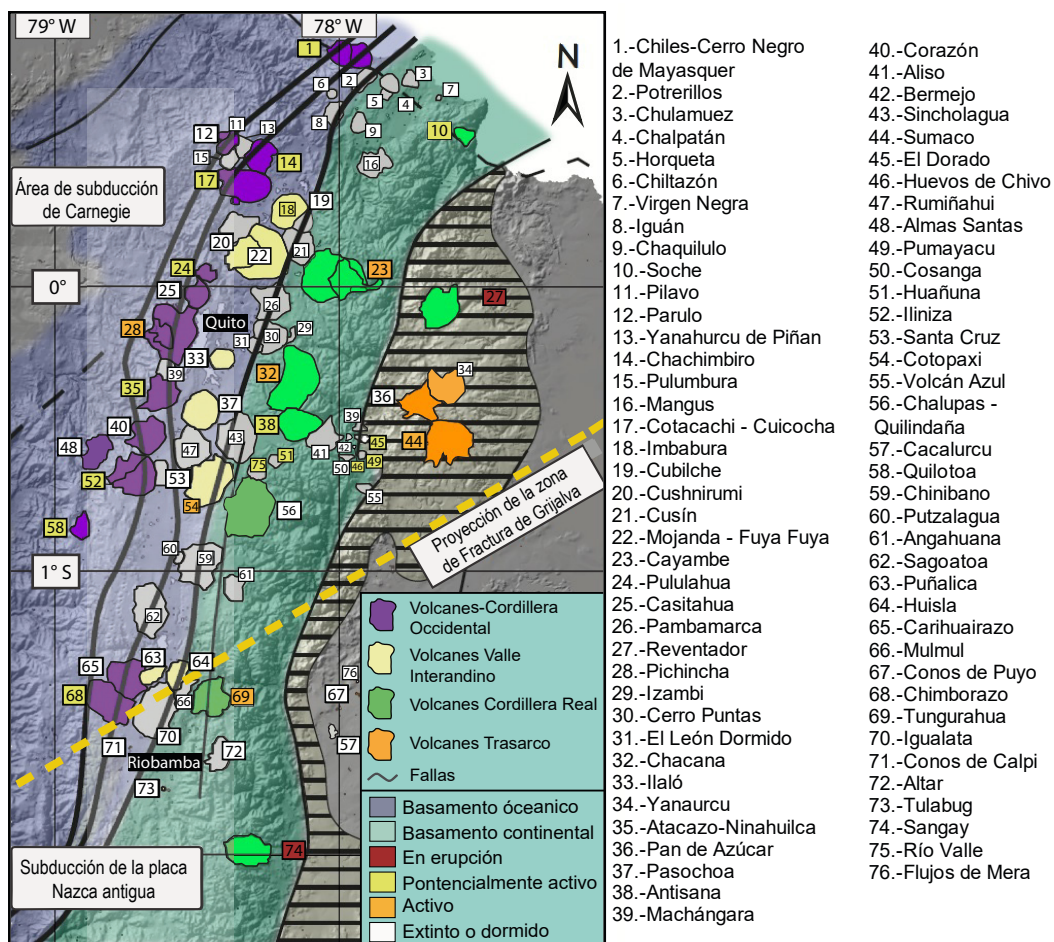 79° W
78° W
1
N
3
6
2
5
4
7
8
9
10
11
13
12
15
14
16
17
Área de subducción
de Carnegie
18
19
20
22
21
24
23
0°
25
27
26
Quito
28
29
30
31
33
39
32
34
35
36
37
39
40
38
44
45
48
47
43
41
42
49
51
75
50
46
52
53
55
54
56
58
Proyección de la zona
de Fractura de Grijalva
60
59
1° S
61
62
63
64
65
68
66
69
70
71
72
Riobamba
73
76
67
57
74
Subducción de la placa
Nazca antigua
Volcanes-Cordillera
Occidental
Volcanes Valle
Interandino
Volcanes Cordillera Real
Volcanes Trasarco
Fallas
Basamento óceanico
Basamento continental
En erupción
Pontencialmente activo
Activo
Extinto o dormido
1.-Chiles-Cerro Negro
de Mayasquer
2.-Potrerillos
3.-Chulamuez
4.-Chalpatán
5.-Horqueta
6.-Chiltazón
7.-Virgen Negra
8.-Iguán
9.-Chaquilulo
10.-Soche
11.-Pilavo
12.-Parulo
13.-Yanahurcu de Piñan
14.-Chachimbiro
15.-Pulumbura
16.-Mangus
17.-Cotacachi - Cuicocha
18.-Imbabura
19.-Cubilche
20.-Cushnirumi
21.-Cusín
22.-Mojanda - Fuya Fuya
23.-Cayambe
24.-Pululahua
25.-Casitahua
26.-Pambamarca
27.-Reventador
28.-Pichincha
29.-Izambi
30.-Cerro Puntas
31.-El León Dormido
32.-Chacana
33.-Ilaló
34.-Yanaurcu
35.-Atacazo-Ninahuilca
36.-Pan de Azúcar
37.-Pasochoa
38.-Antisana
39.-Machángara
40.-Corazón
41.-Aliso
42.-Bermejo
43.-Sincholagua
44.-Sumaco
45.-El Dorado
46.-Huevos de Chivo
47.-Rumiñahui
48.-Almas Santas
49.-Pumayacu
50.-Cosanga
51.-Huañuna
52.-Iliniza
53.-Santa Cruz
54.-Cotopaxi
55.-Volcán Azul
56.-Chalupas -
Quilindaña
57.-Cacalurcu
58.-Quilotoa
59.-Chinibano
60.-Putzalagua
61.-Angahuana
62.-Sagoatoa
63.-Puñalica
64.-Huisla
65.-Carihuairazo
66.-Mulmul
67.-Conos de Puyo
68.-Chimborazo
69.-Tungurahua
70.-Igualata
71.-Conos de Calpi
72.-Altar
73.-Tulabug
74.-Sangay
75.-Río Valle
76.-Flujos de Mera